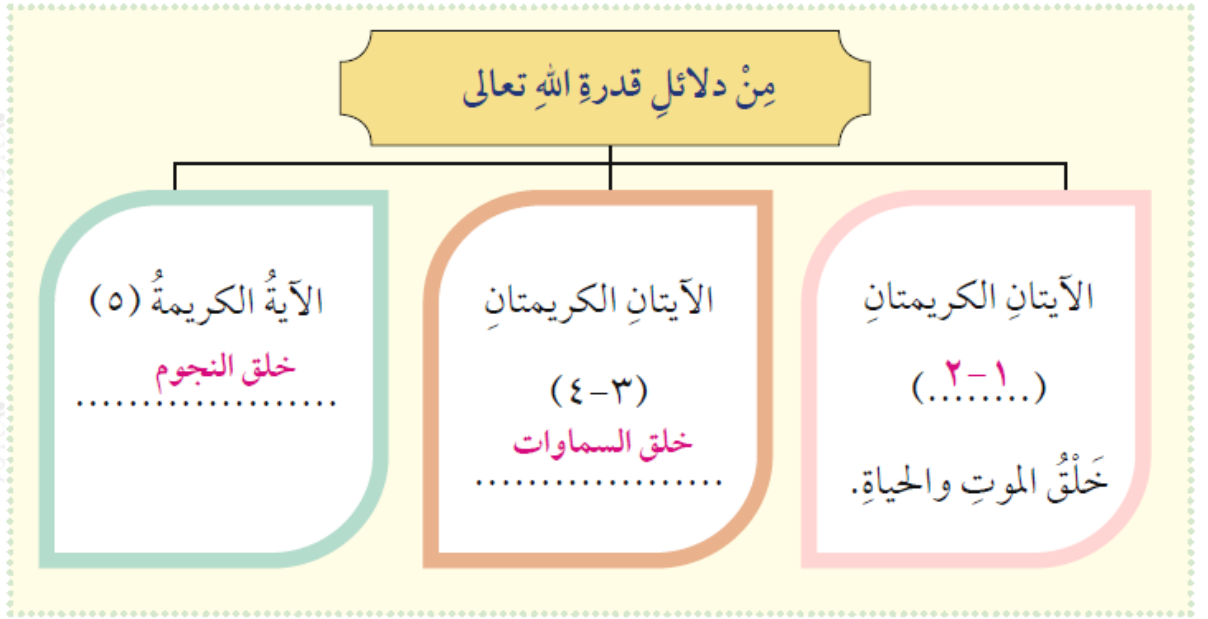 مِنْ دلائلِ قدرةِ اللهِ تعالى
الآيتانِ الكريمتانِ
(..١-٢..)
خَلْقُ الموتِ والحياةِ.
الآيتانِ الكريمتانِ
(٣-٤)
خلق السماوات
...................
الآيةُ الكريمةُ (٥)
خلق النجوم
....................